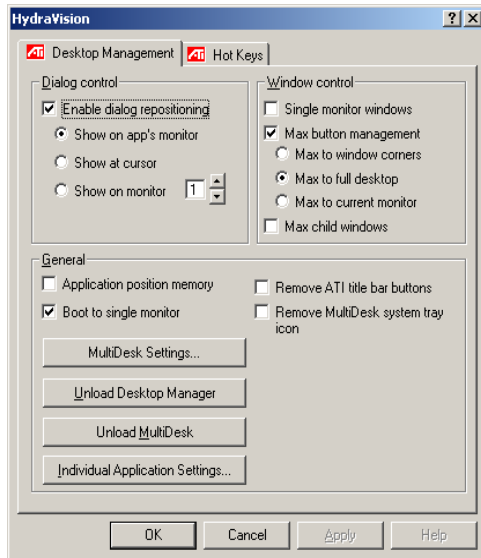 HydraVision
ATI Desktop Management
ATI Hot Keys
Dialog control
Enable dialog repositioning
Show on app's monitor
Show at cursor
Show on monitor 1
Window control
Single monitor windows
Max button management
Max to window corners
Max to full desktop
Max to current monitor
Max child windows
General
Application position memory
Boot to single monitor
Remove ATI title bar buttons
Remove MultiDesk system tray
icon
MultiDesk Settings...
Unload Desktop Manager
Unload MultiDesk
Individual Application Settings...
OK
Cancel
Apply
Help